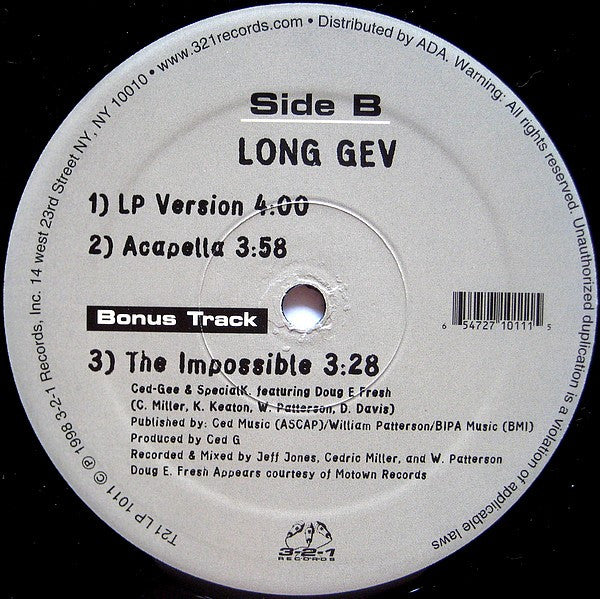 Side B
LONG GEV
1) LP Version 4:00
2) Acapella 3:58
Bonus Track
3) The Impossible 3:28
Ced-Gee & SpecialK, featuring Doug E Fresh
(C. Miller, K. Keaton, W. Patterson, D. Davis)
Published by: Ced Music (ASCAP)/William Patterson/BIPA Music (BMI)
Produced by Ced G
Recorded & Mixed by Jeff Jones, Cedric Miller, and W. Patterson
Doug E. Fresh Appears courtesy of Motown Records
6 54727 10111 5
3-2-1
RECORDS
T21 LP 1011 © ℗ 1998 3-2-1 Records, Inc. 14 west 23rd Street NY, NY 10010 • www.321records.com • Distributed by ADA. Warning: All rights reserved. Unauthorized duplication is a violation of applicable laws